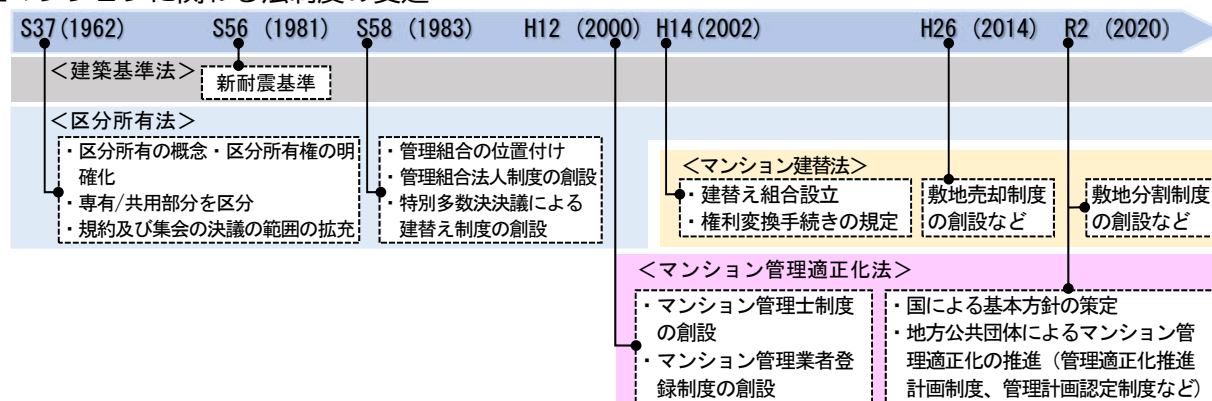 S37(1962) S56 (1981) S58 (1983) H12 (2000) H14(2002) H26 (2014) R2 (2020)
＜建築基準法＞
新耐震基準
＜区分所有法＞
・区分所有の概念・区分所有権の明
確化
・専有/共用部分を区分
・規約及び集会の決議の範囲の拡充
・管理組合の位置付け
・管理組合法人制度の創設
・特別多数決決議による
建替え制度の創設
＜マンション建替法＞
・建替え組合設立
・権利変換手続きの規定
敷地売却制度
の創設など
敷地分割制度
の創設など
＜マンション管理適正化法＞
・マンション管理士制度
の創設
・マンション管理業者登
録制度の創設
・国による基本方針の策定
・地方公共団体によるマンション管
理適正化の推進（管理適正化推進
計画制度、管理計画認定制度など）